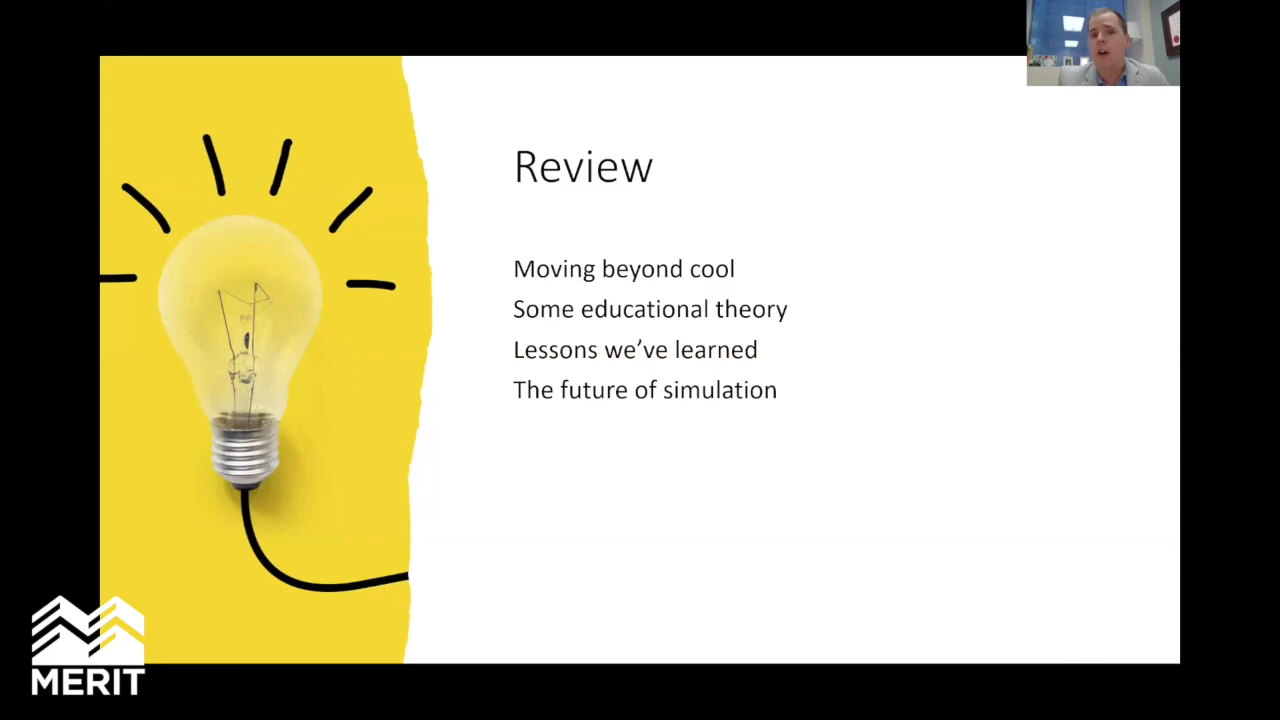 Review
Moving beyond cool
Some educational theory
Lessons we’ve learned
The future of simulation
MERIT